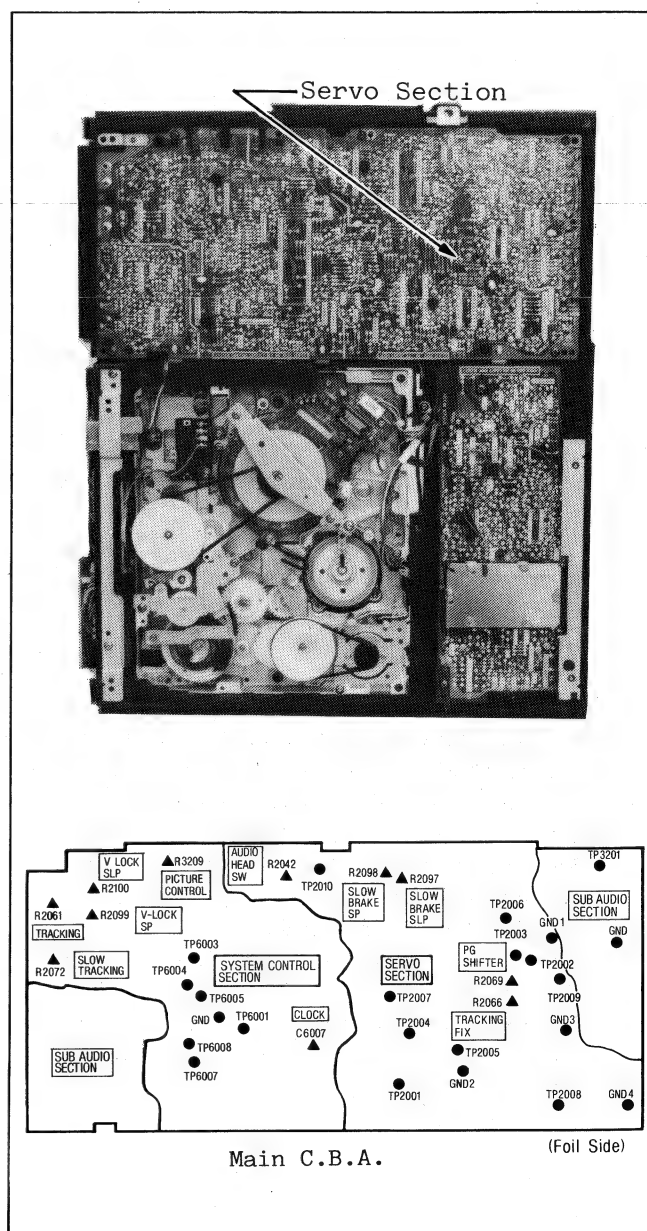 Servo Section
V LOCK
SLP
R2100
R3209
PICTURE
CONTROL
AUDIO
HEAD
SW
R2042
TP2010
R2098
R2097
SLOW
BRAKE
SP
SLOW
BRAKE
SLP
TP3201
SUB AUDIO
SECTION
GND
R2061
TRACKING
R2099
V-LOCK
SP
R2072
SLOW
TRACKING
TP6003
TP6004
TP6005
SYSTEM CONTROL
SECTION
GND
TP6001
TP6008
TP6007
CLOCK
C6007
SUB AUDIO
SECTION
SERVO
SECTION
TP2007
TP2004
TP2001
TP2006
TP2003
PG
SHIFTER
GND1
TP2002
TP2009
R2069
R2066
TRACKING
FIX
TP2005
GND2
GND3
TP2008
GND4
Main C.B.A.
(Foil Side)